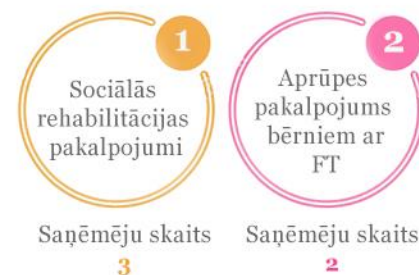 1
Sociālās
rehabilitācijas
pakalpojumi
Saņēmēju skaits
3
2
Aprūpes
pakalpojums
bērniem ar
FT
Saņēmēju skaits
2